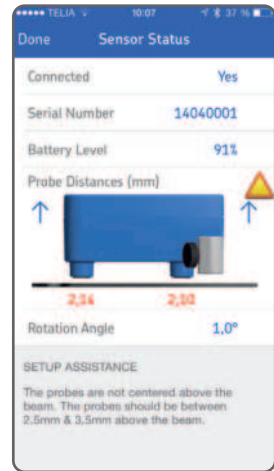 TELIA 10:07 37 %
Done Sensor Status
Connected Yes
Serial Number 14040001
Battery Level 91%
Probe Distances (mm)
2,14 2,10
Rotation Angle 1,0°
SETUP ASSISTANCE
The probes are not centered above the
beam. The probes should be between
2.5mm & 3.5mm above the beam.